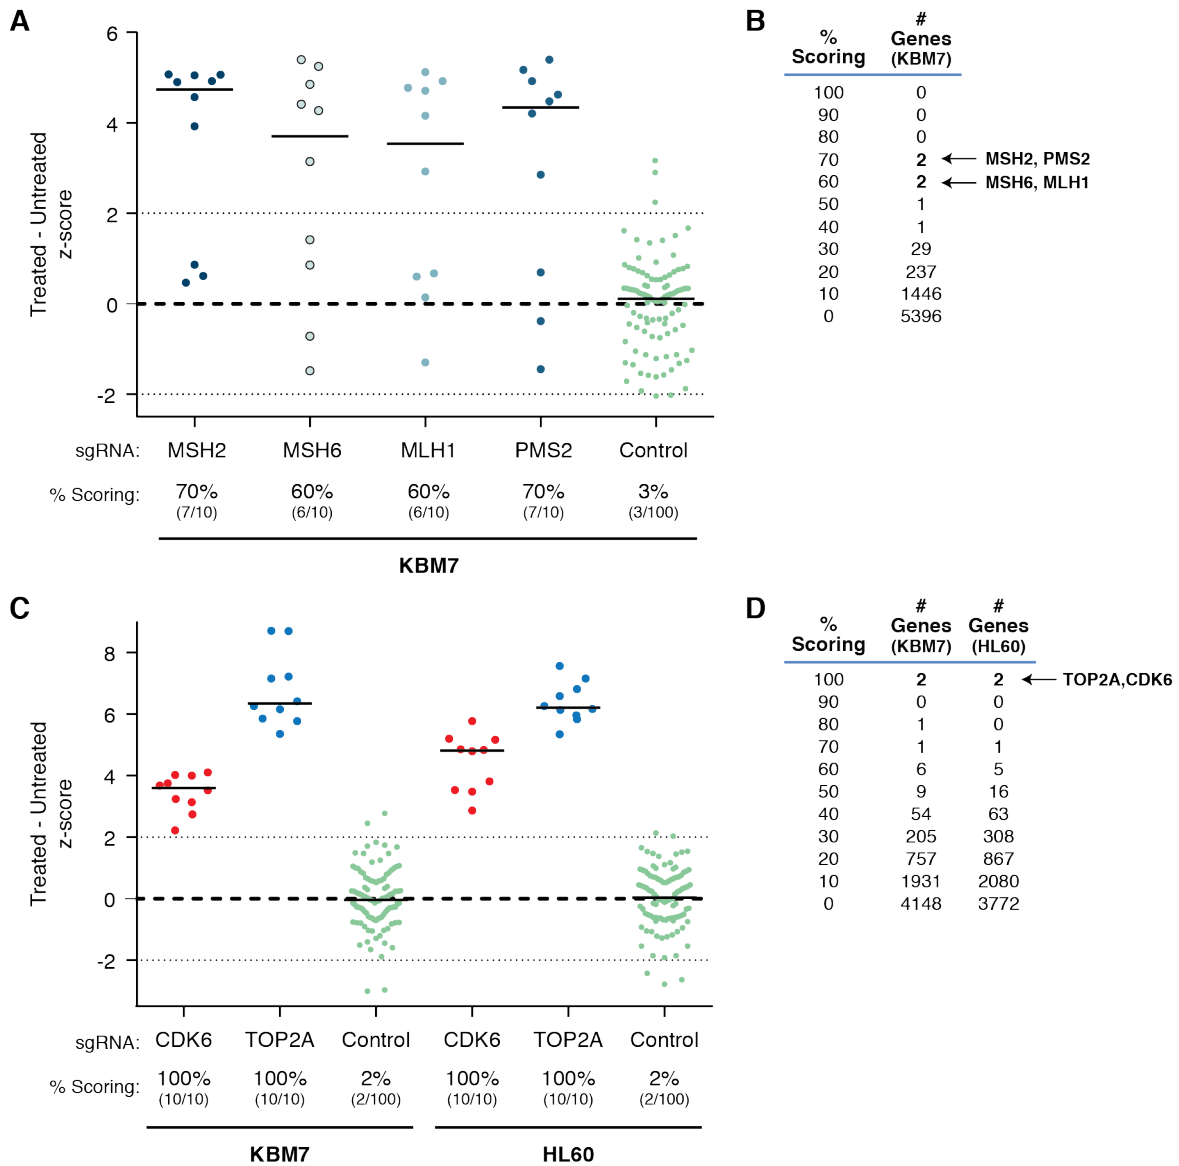 A
6
4
2
0
-2
Treated - Untreated
z-score
sgRNA: MSH2 MSH6 MLH1 PMS2 Control
% Scoring: 70% 60% 60% 70% 3%
(7/10) (6/10) (6/10) (7/10) (3/100)
KBM7
B
% Scoring # Genes (KBM7)
100 0
90 0
80 0
70 2 MSH2, PMS2
60 2 MSH6, MLH1
50 1
40 1
30 29
20 237
10 1446
0 5396
C
8
6
4
2
0
-2
Treated - Untreated
z-score
sgRNA: CDK6 TOP2A Control CDK6 TOP2A Control
% Scoring: 100% 100% 2% 100% 100% 2%
(10/10) (10/10) (2/100) (10/10) (10/10) (2/100)
KBM7 HL60
D
% Scoring # Genes (KBM7) # Genes (HL60)
100 2 2 TOP2A,CDK6
90 0 0
80 1 0
70 1 1
60 6 5
50 9 16
40 54 63
30 205 308
20 757 867
10 1931 2080
0 4148 3772